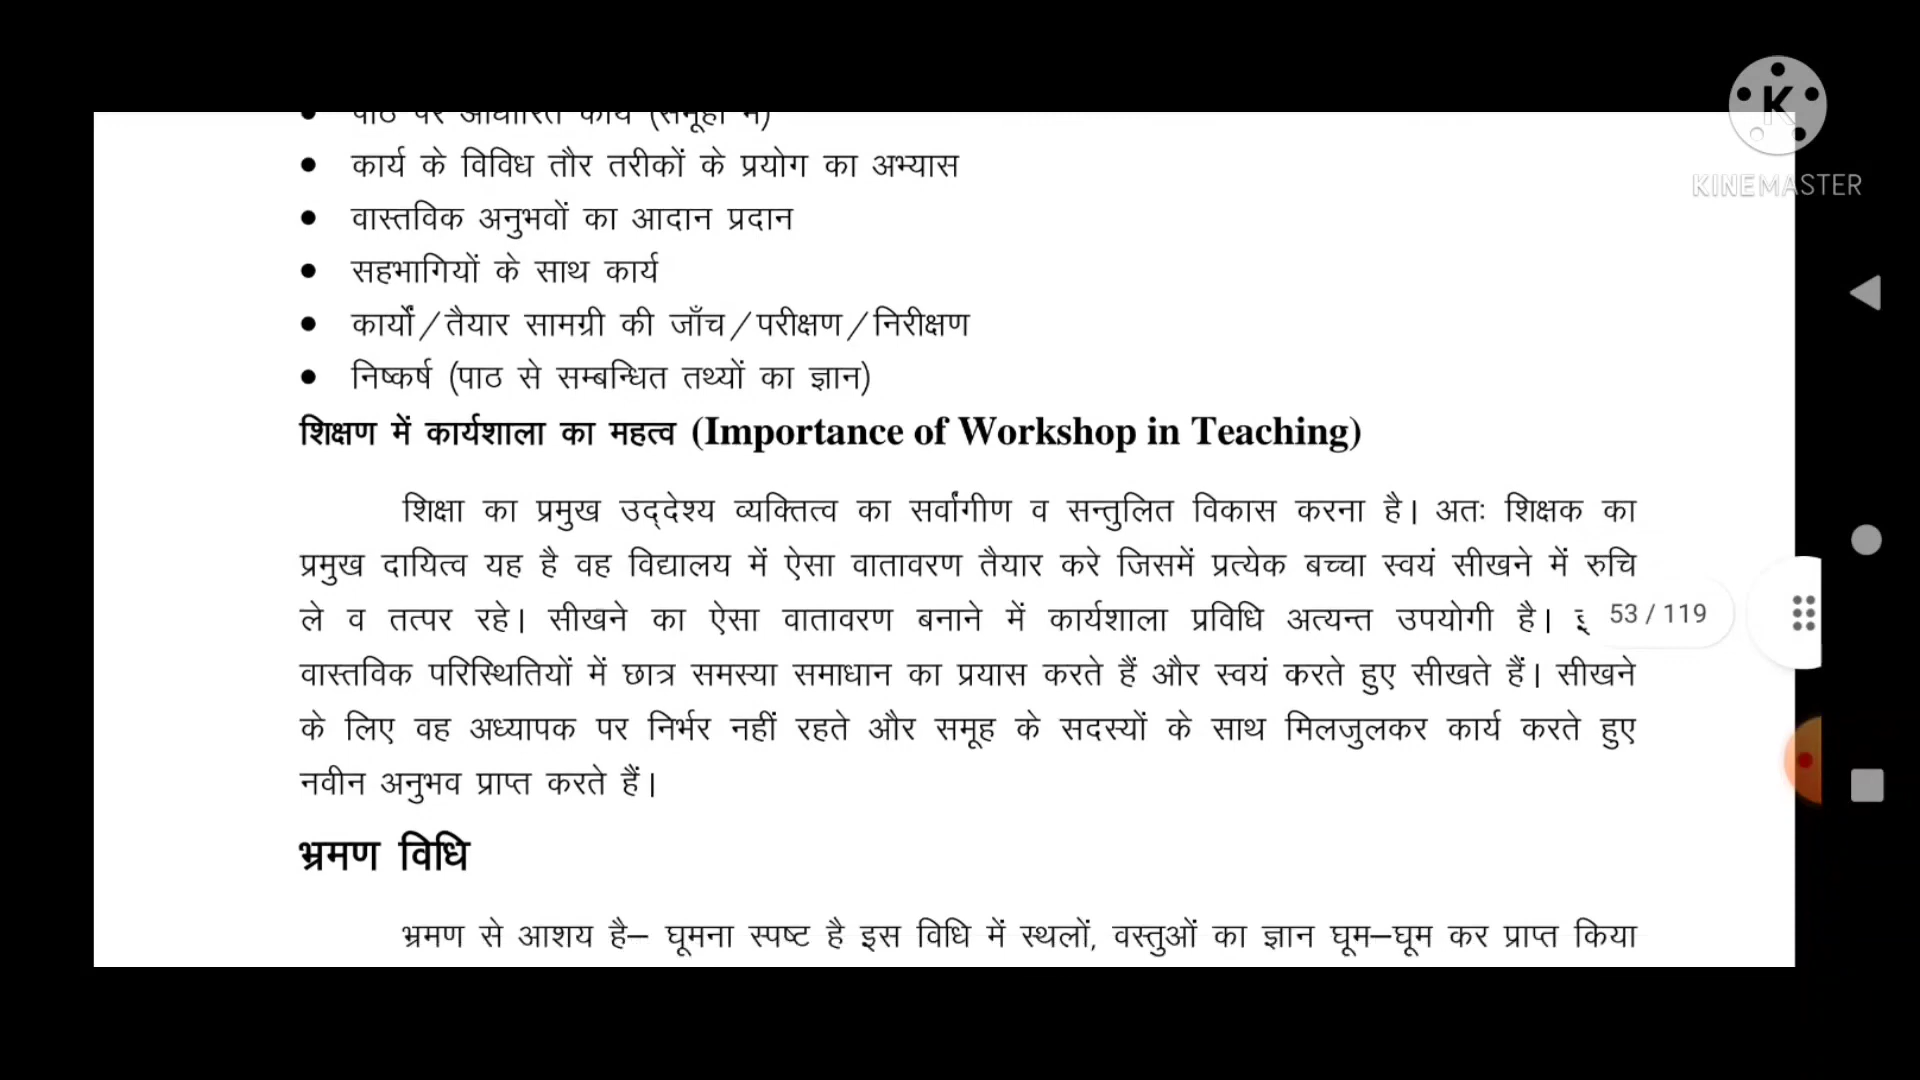 पाठ पर आधारित कार्य (समूहों में)
• कार्य के विविध तौर तरीकों के प्रयोग का अभ्यास
• वास्तविक अनुभवों का आदान प्रदान
• सहभागियों के साथ कार्य
• कार्यों/तैयार सामग्री की जाँच/परीक्षण/निरीक्षण
• निष्कर्ष (पाठ से सम्बन्धित तथ्यों का ज्ञान)
शिक्षण में कार्यशाला का महत्व (Importance of Workshop in Teaching)
शिक्षा का प्रमुख उद्देश्य व्यक्तित्व का सर्वांगीण व सन्तुलित विकास करना है। अतः शिक्षक का
प्रमुख दायित्व यह है वह विद्यालय में ऐसा वातावरण तैयार करे जिसमें प्रत्येक बच्चा स्वयं सीखने में रुचि
ले व तत्पर रहे। सीखने का ऐसा वातावरण बनाने में कार्यशाला प्रविधि अत्यन्त उपयोगी है।
वास्तविक परिस्थितियों में छात्र समस्या समाधान का प्रयास करते हैं और स्वयं करते हुए सीखते हैं। सीखने
के लिए वह अध्यापक पर निर्भर नहीं रहते और समूह के सदस्यों के साथ मिलजुलकर कार्य करते हुए
नवीन अनुभव प्राप्त करते हैं।
भ्रमण विधि
भ्रमण से आशय है– घूमना स्पष्ट है इस विधि में स्थलों, वस्तुओं का ज्ञान घूम–घूम कर प्राप्त किया
K
KINEMASTER
53 / 119